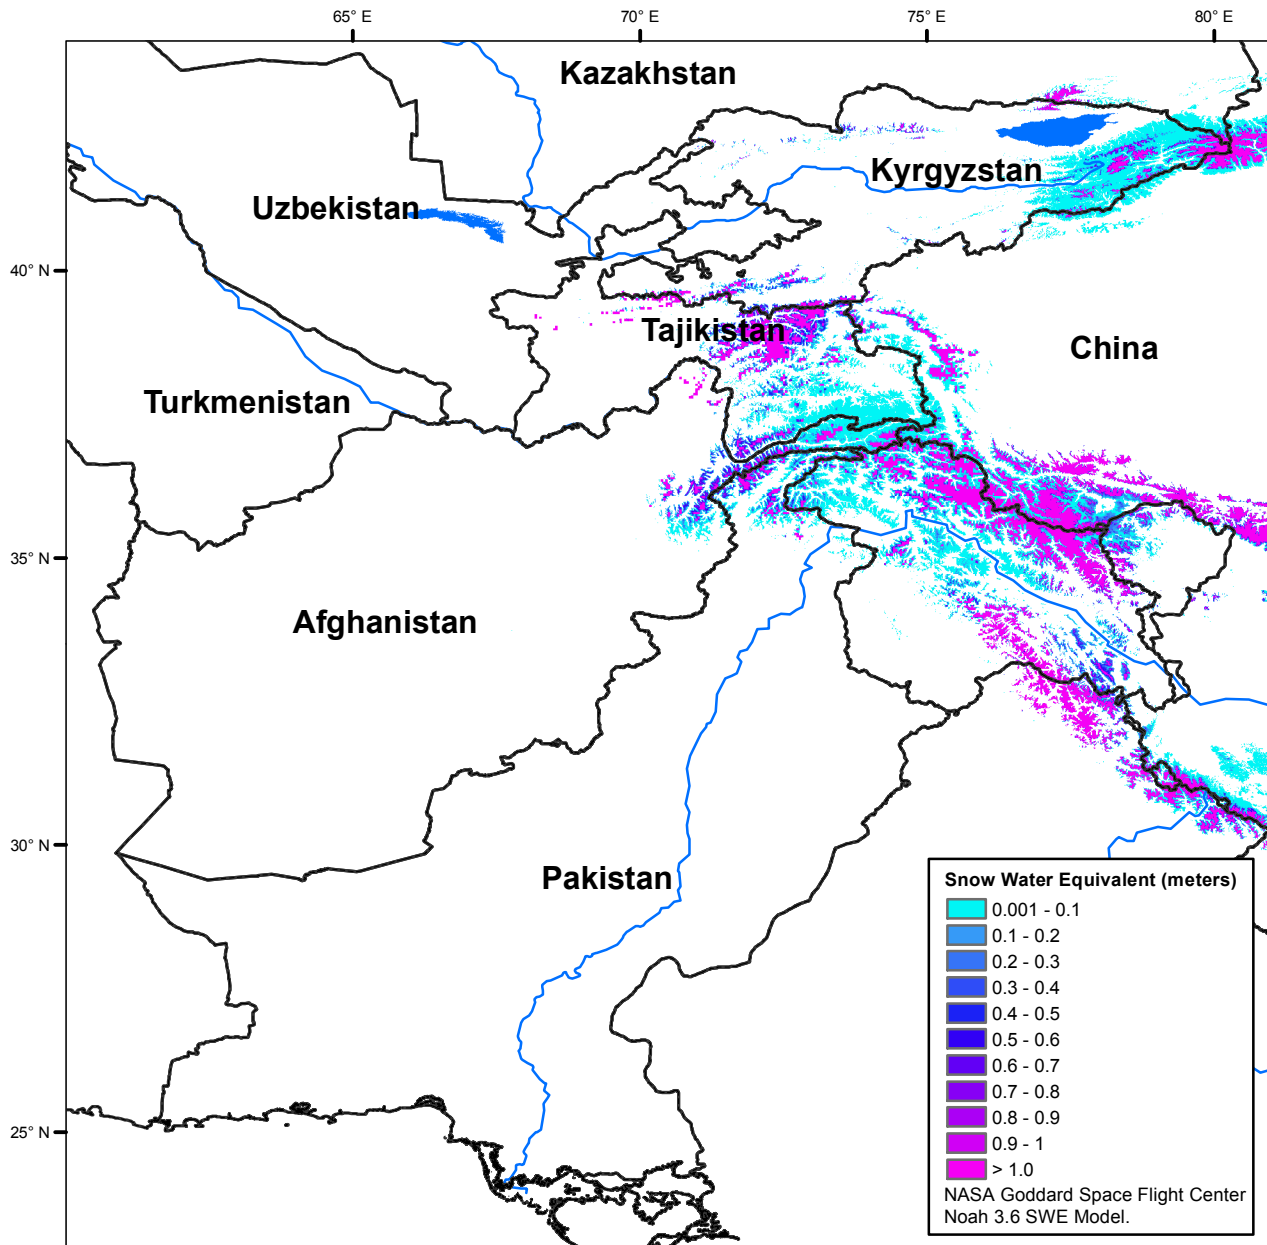 65° E
70° E
75° E
80° E
Kazakhstan
Kyrgyzstan
Uzbekistan
40° N
Tajikistan
China
Turkmenistan
35° N
Afghanistan
30° N
Pakistan
25° N
Snow Water Equivalent (meters)
0.001 - 0.1
0.1 - 0.2
0.2 - 0.3
0.3 - 0.4
0.4 - 0.5
0.5 - 0.6
0.6 - 0.7
0.7 - 0.8
0.8 - 0.9
0.9 - 1
> 1.0
NASA Goddard Space Flight Center
Noah 3.6 SWE Model.